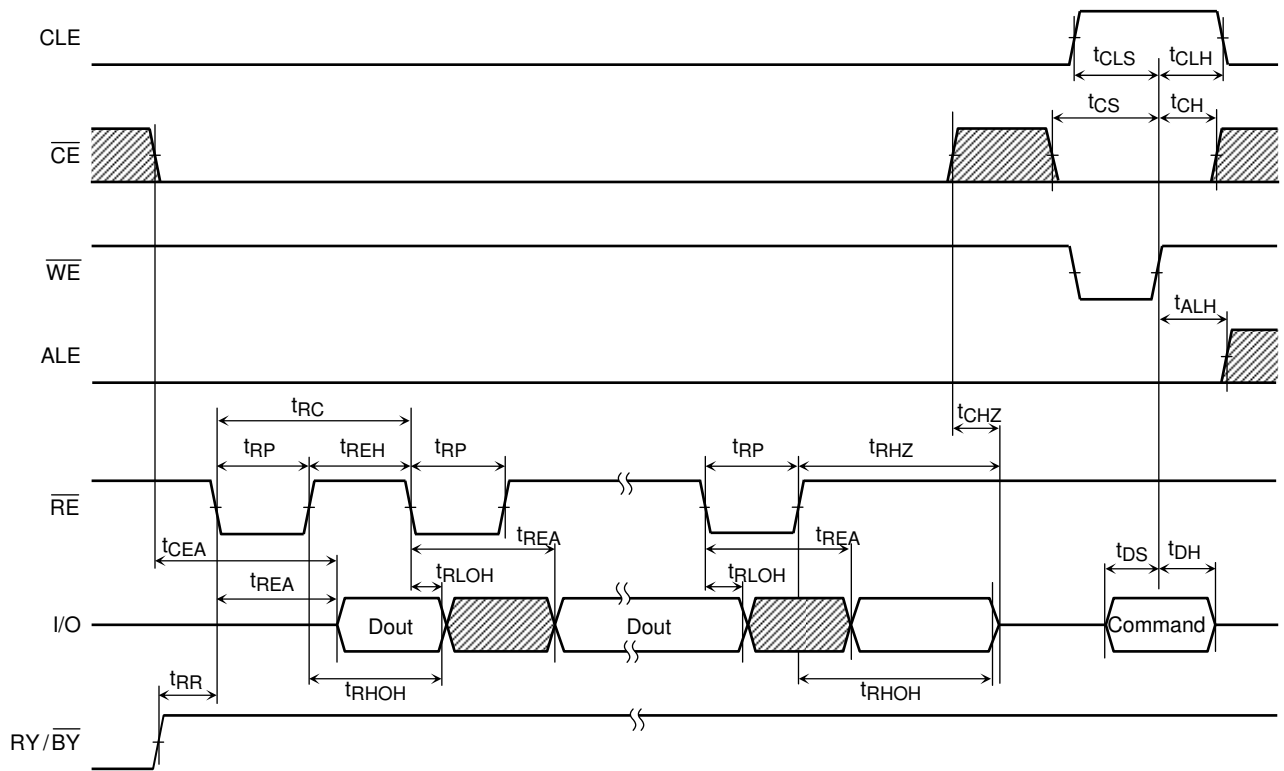 CLE
tCLS tCLH
tCS tCH
CE
WE
tALH
ALE
tRC tCHZ
tRP tREH tRP tRP tRHZ
RE
tCEA tREA tREA
tREA tRLOH tRLOH tDS tDH
I/O Dout Dout Command
tRR tRHOH tRHOH
RY/BY